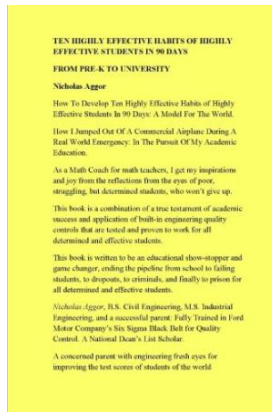 TEN HIGHLY EFFECTIVE HABITS OF HIGHLY
EFFECTIVE STUDENTS IN 90 DAYS
FROM PRE-K TO UNIVERSITY
Nicholas Aggor
How To Develop Ten Highly Effective Habits of Highly
Effective Students In 90 Days: A Model For The World.
How I Jumped Out Of A Commercial Airplane During A
Real World Emergency: In The Pursuit Of My Academic
Education.
As a Math Coach for math teachers, I get my inspirations
and joy from the reflections from the eyes of poor,
struggling, but determined students, who won't give up.
This book is a combination of a true testament of academic
success and application of built-in engineering quality
controls that are tested and proven to work for all
determined and effective students.
This book is written to be an educational show-stopper and
game changer, ending the pipeline from school to failing
students, to dropouts, to criminals, and finally to prison for
all determined and effective students.
Nicholas Aggor, B.S. Civil Engineering, M.S. Industrial
Engineering, and a successful parent. Fully Trained in Ford
Motor Company's Six Sigma Black Belt for Quality
Control. A National Dean's List Scholar.
A concerned parent with engineering fresh eyes for
improving the test scores of students of the world